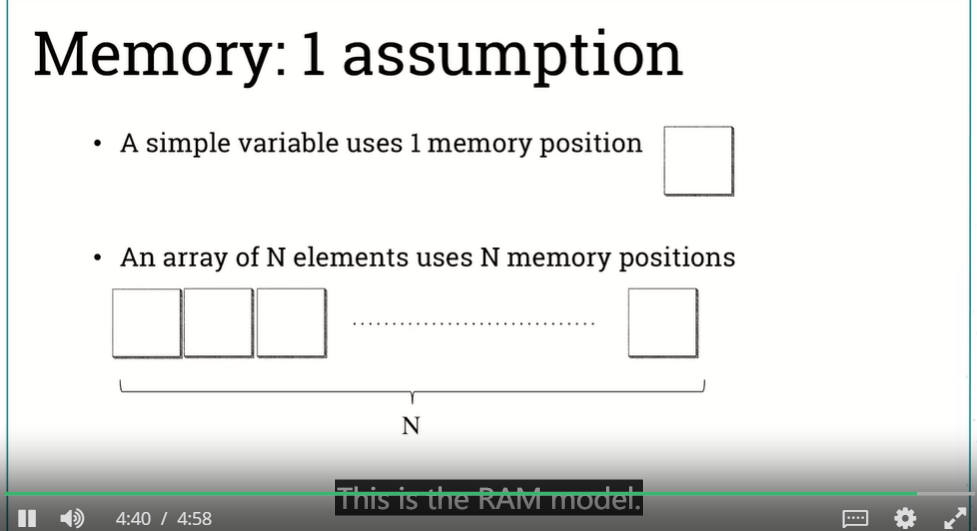 Memory: 1 assumption
• A simple variable uses 1 memory position
• An array of N elements uses N memory positions
N
This is the RAM model.
4:40 / 4:58